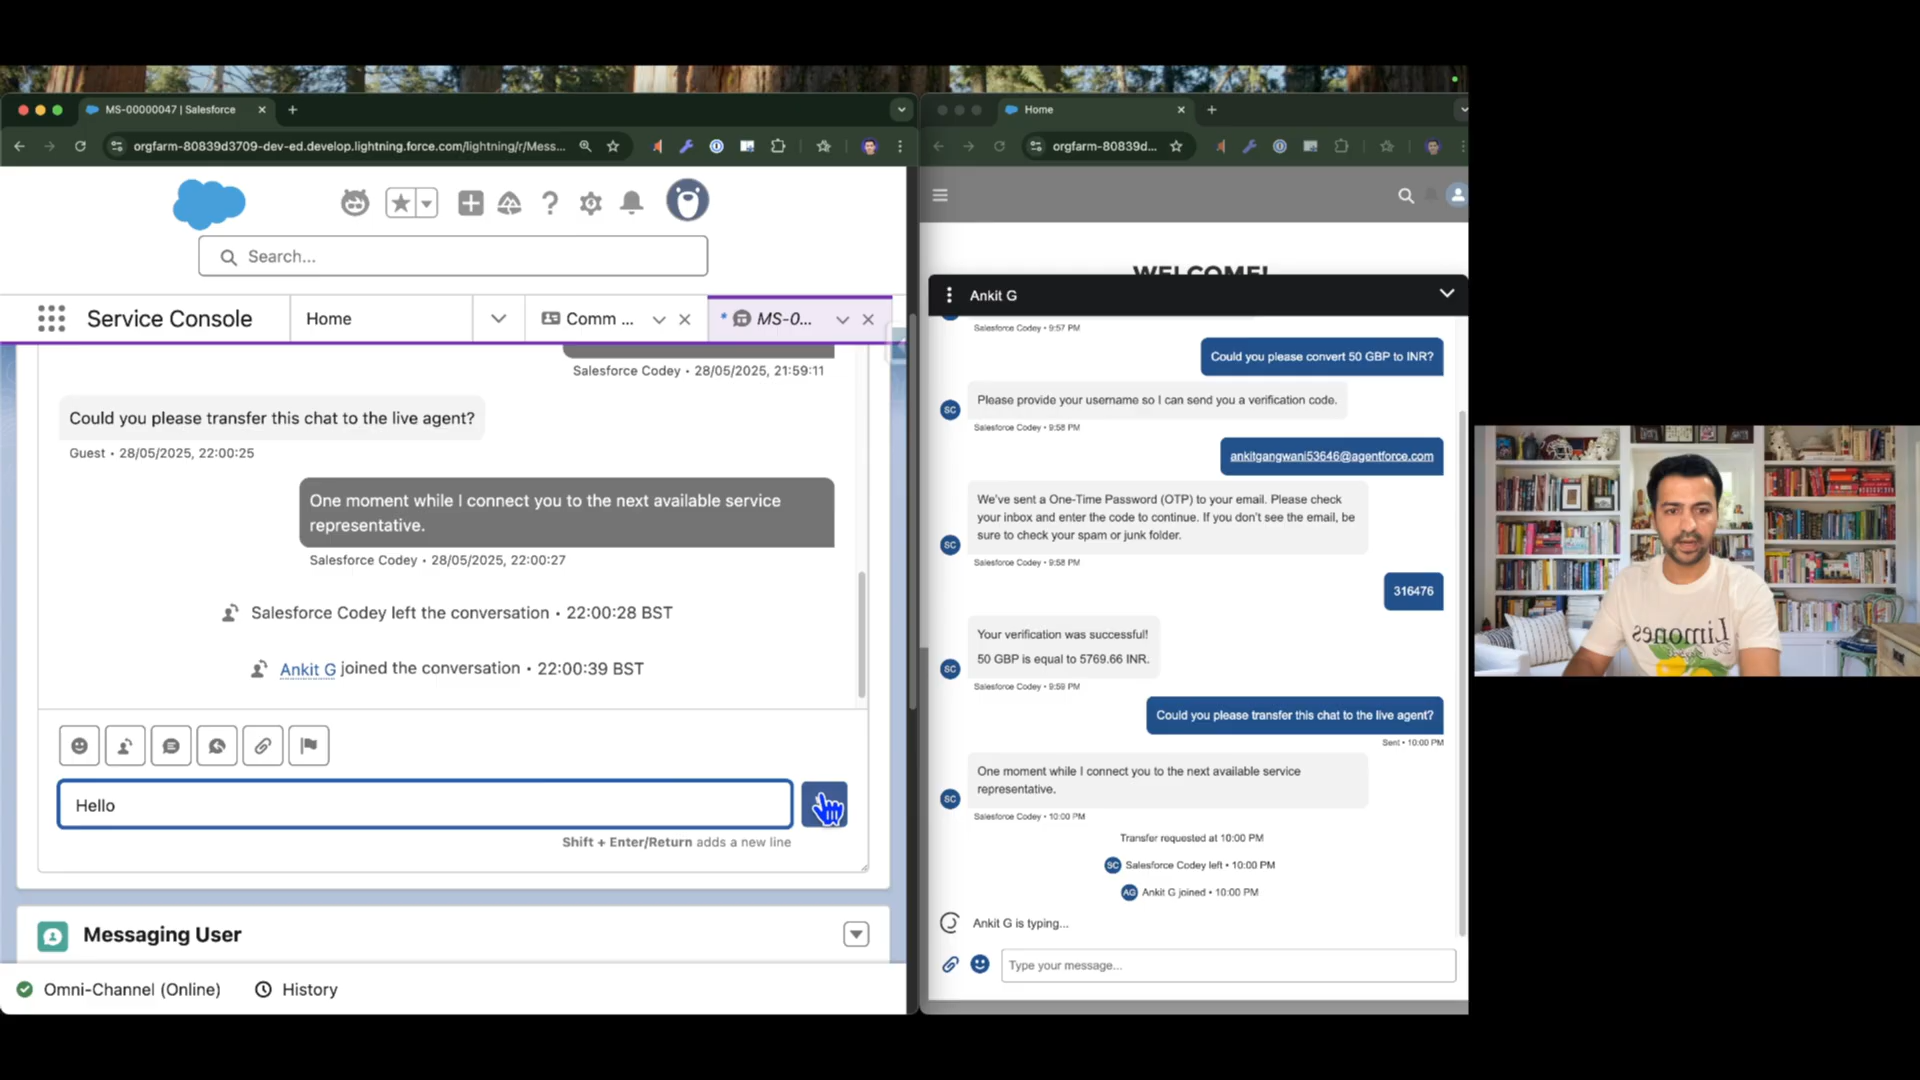 MS-00000047 | Salesforce
orgfarm-80839d3709-dev-ed.develop.lightning.force.com/lightning/r/Mess...
Search...
Service Console
Home
Comm ...
* MS-0...
Salesforce Codey • 28/05/2025, 21:59:11
Could you please transfer this chat to the live agent?
Guest • 28/05/2025, 22:00:25
One moment while I connect you to the next available service
representative.
Salesforce Codey • 28/05/2025, 22:00:27
Salesforce Codey left the conversation • 22:00:28 BST
Ankit G joined the conversation • 22:00:39 BST
Hello
Shift + Enter/Return adds a new line
Messaging User
Omni-Channel (Online)
History
Home
orgfarm-80839d...
WELCOME!
Ankit G
Salesforce Codey • 9:57 PM
Could you please convert 50 GBP to INR?
SC
Please provide your username so I can send you a verification code.
Salesforce Codey • 9:58 PM
ankitgangwani53646@agentforce.com
We've sent a One-Time Password (OTP) to your email. Please check
your inbox and enter the code to continue. If you don't see the email, be
sure to check your spam or junk folder.
SC
Salesforce Codey • 9:58 PM
316476
Your verification was successful!
50 GBP is equal to 5769.66 INR.
SC
Salesforce Codey • 9:59 PM
Could you please transfer this chat to the live agent?
Sent • 10:00 PM
One moment while I connect you to the next available service
representative.
SC
Salesforce Codey • 10:00 PM
Transfer requested at 10:00 PM
SC Salesforce Codey left • 10:00 PM
AG Ankit G joined • 10:00 PM
Ankit G is typing...
Type your message...
Limones